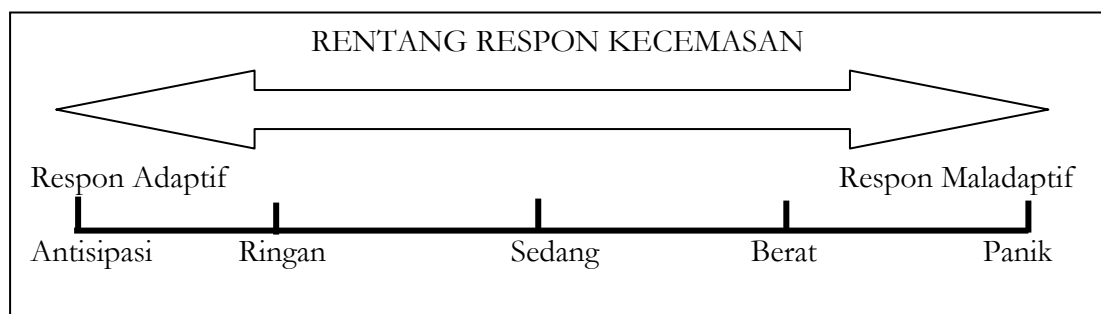 RENTANG RESPON KECEMASAN
Respon Adaptif Respon Maladaptif
Antisipasi Ringan Sedang Berat Panik